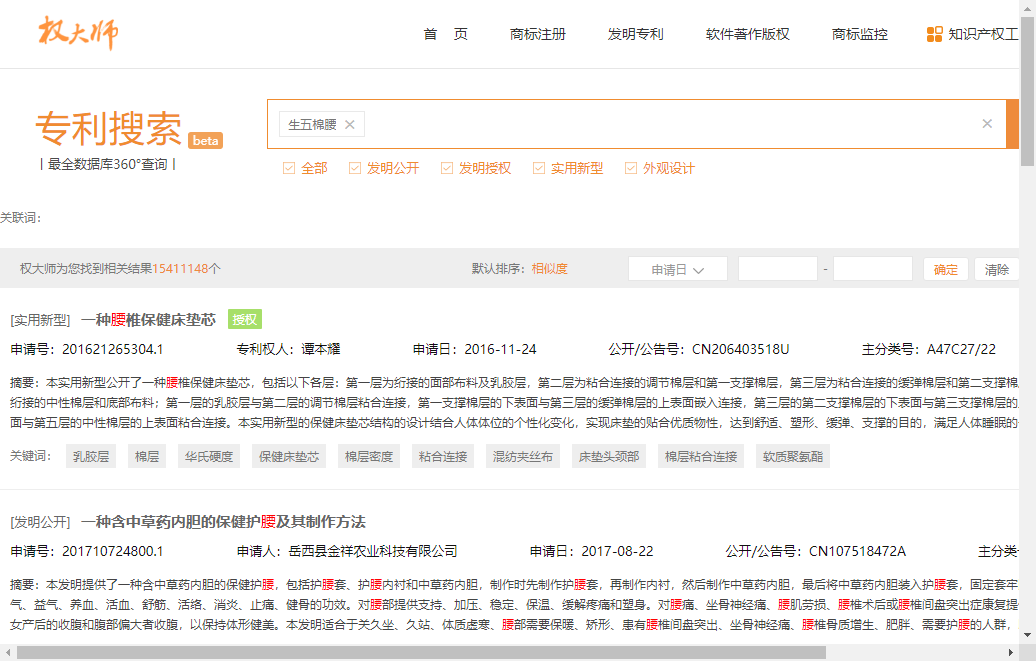 权大师
首 页 商标注册 发明专利 软件著作版权 商标监控 知识产权工
专利搜索 beta
生五棉腰 ×
| 最全数据库360°查询 |
全部 发明公开 发明授权 实用新型 外观设计
关联词:
权大师为您找到相关结果15411148个 默认排序: 相似度 申请日 - 确定 清除
[实用新型] 一种腰椎保健床垫芯 授权
申请号: 201621265304.1 专利权人: 谭本耀 申请日: 2016-11-24 公开/公告号: CN206403518U 主分类号: A47C27/22
摘要: 本实用新型公开了一种腰椎保健床垫芯，包括以下各层：第一层为绗接的面部布料及乳胶层，第二层为粘合连接的调节棉层和第一支撑棉层，第三层为粘合连接的缓弹棉层和第二支撑棉
绗接的中性棉层和底部布料；第一层的乳胶层与第二层的调节棉层粘合连接，第一支撑棉层的下表面与第三层的缓弹棉层的上表面嵌入连接，第三层的第二支撑棉层的下表面与第三支撑棉层的
面与第五层的中性棉层的上表面粘合连接。本实用新型的保健床垫芯结构的设计结合人体体位的个性化变化，实现床垫的贴合优质物性，达到舒适、塑形、缓弹、支撑的目的，满足人体睡眠的
关键词: 乳胶层 棉层 华氏硬度 保健床垫芯 棉层密度 粘合连接 混纺夹丝布 床垫头颈部 棉层粘合连接 软质聚氨酯
[发明公开] 一种含中草药内胆的保健护腰及其制作方法
申请号: 201710724800.1 申请人: 岳西县金祥农业科技有限公司 申请日: 2017-08-22 公开/公告号: CN107518472A 主分类
摘要: 本发明提供了一种含中草药内胆的保健护腰，包括护腰套、护腰内衬和中草药内胆，制作时先制作护腰套，再制作内衬，然后制作中草药内胆，最后将中草药内胆装入护腰套，固定套牢
气、益气、养血、活血、舒筋、活络、消炎、止痛、健骨的功效。对腰部提供支持、加压、稳定、保温、缓解疼痛和塑身。对腰痛、坐骨神经痛、腰肌劳损、腰椎术后或腰椎间盘突出症康复提
女产后的收腹和腹部偏大者收腹，以保持体形健美。本发明适合于关久坐、久站、体质虚寒、腰部需要保暖、矫形、患有腰椎间盘突出、坐骨神经痛、腰椎骨质增生、肥胖、需要护腰的人群，